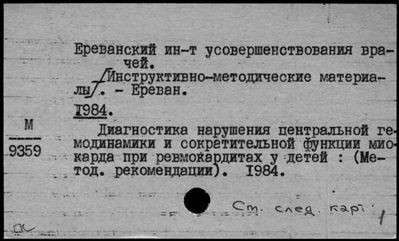 Ереванский ин-т усовершенствования вра-
чей.
/Инструктивно-методические материа-
лы/. - Ереван.
1984.
М
9359
Диагностика нарушения центральной ге-
модинамики и сократительной функции мио-
карда при ревмокардитах у детей : (Ме-
тод. рекомендации). 1984.
Ст. след. карт.